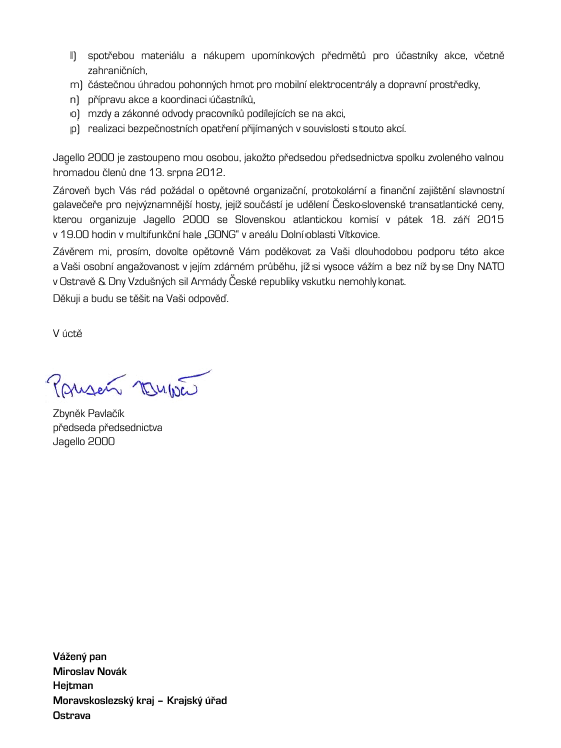 l) spotřebou materiálu a nákupem upomínkových předmětů pro účastníky akce, včetně
zahraničních,
m) částečnou úhradou pohonných hmot pro mobilní elektrocentrály a dopravní prostředky,
n) přípravu akce a koordinaci účastníků,
o) mzdy a zákonné odvody pracovníků podílejících se na akci,
p) realizaci bezpečnostních opatření přijímaných v souvislosti s touto akcí.
Jagello 2000 je zastoupeno mou osobou, jakožto předsedou předsednictva spolku zvoleného valnou
hromadou členů dne 13. srpna 2012.
Zároveň bych Vás rád požádal o opětovné organizační, protokolární a finanční zajištění slavnostní
galavečeře pro nejvýznamnější hosty, jejíž součástí je udělení Česko-slovenské transatlantické ceny,
kterou organizuje Jagello 2000 se Slovenskou atlantickou komisí v pátek 18. září 2015
v 19.00 hodin v multifunkční hale „GONG“ v areálu Dolní oblasti Vítkovice.
Závěrem mi, prosím, dovolte opětovně Vám poděkovat za Vaši dlouhodobou podporu této akce
a Vaši osobní angažovanost v jejím zdárném průběhu, jíž si vysoce vážím a bez níž by se Dny NATO
v Ostravě & Dny Vzdušných sil Armády České republiky vskutku nemohly konat.
Děkuji a budu se těšit na Vaši odpověď.
V úctě
Zbyněk Pavlačík
předseda předsednictva
Jagello 2000
Vážený pan
Miroslav Novák
Hejtman
Moravskoslezský kraj – Krajský úřad
Ostrava